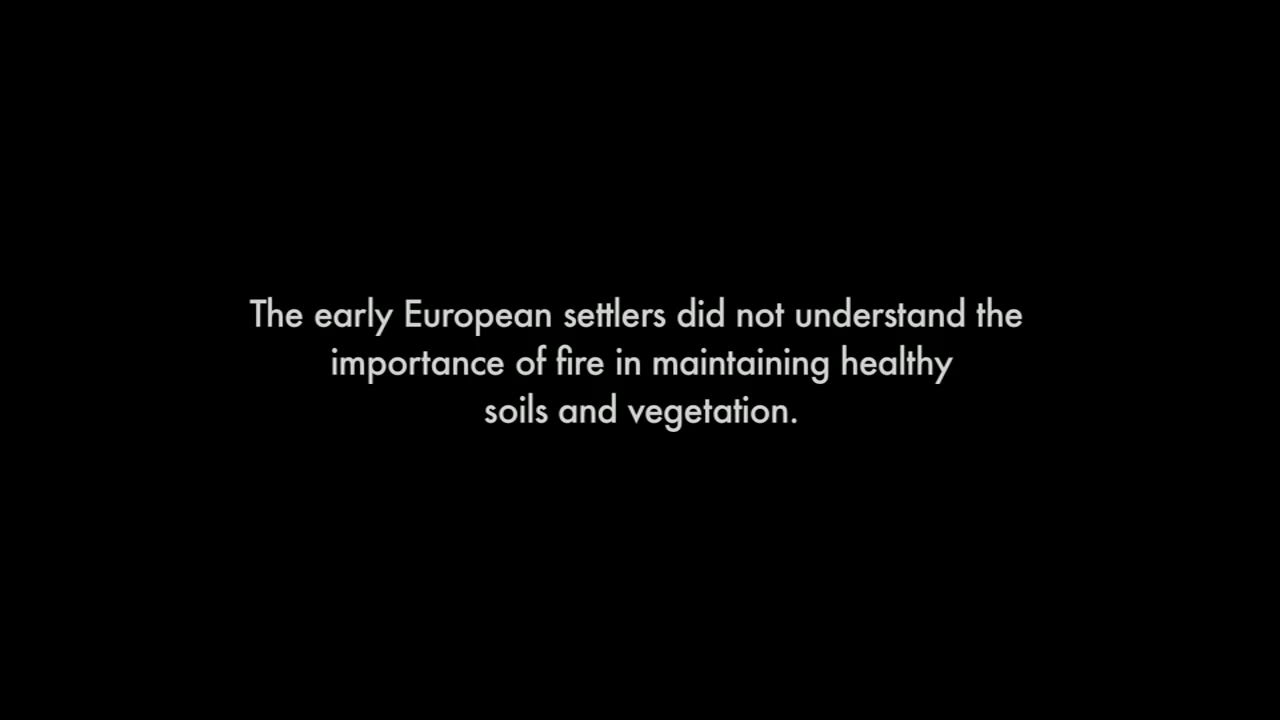 The early European settlers did not understand the
importance of fire in maintaining healthy
soils and vegetation.